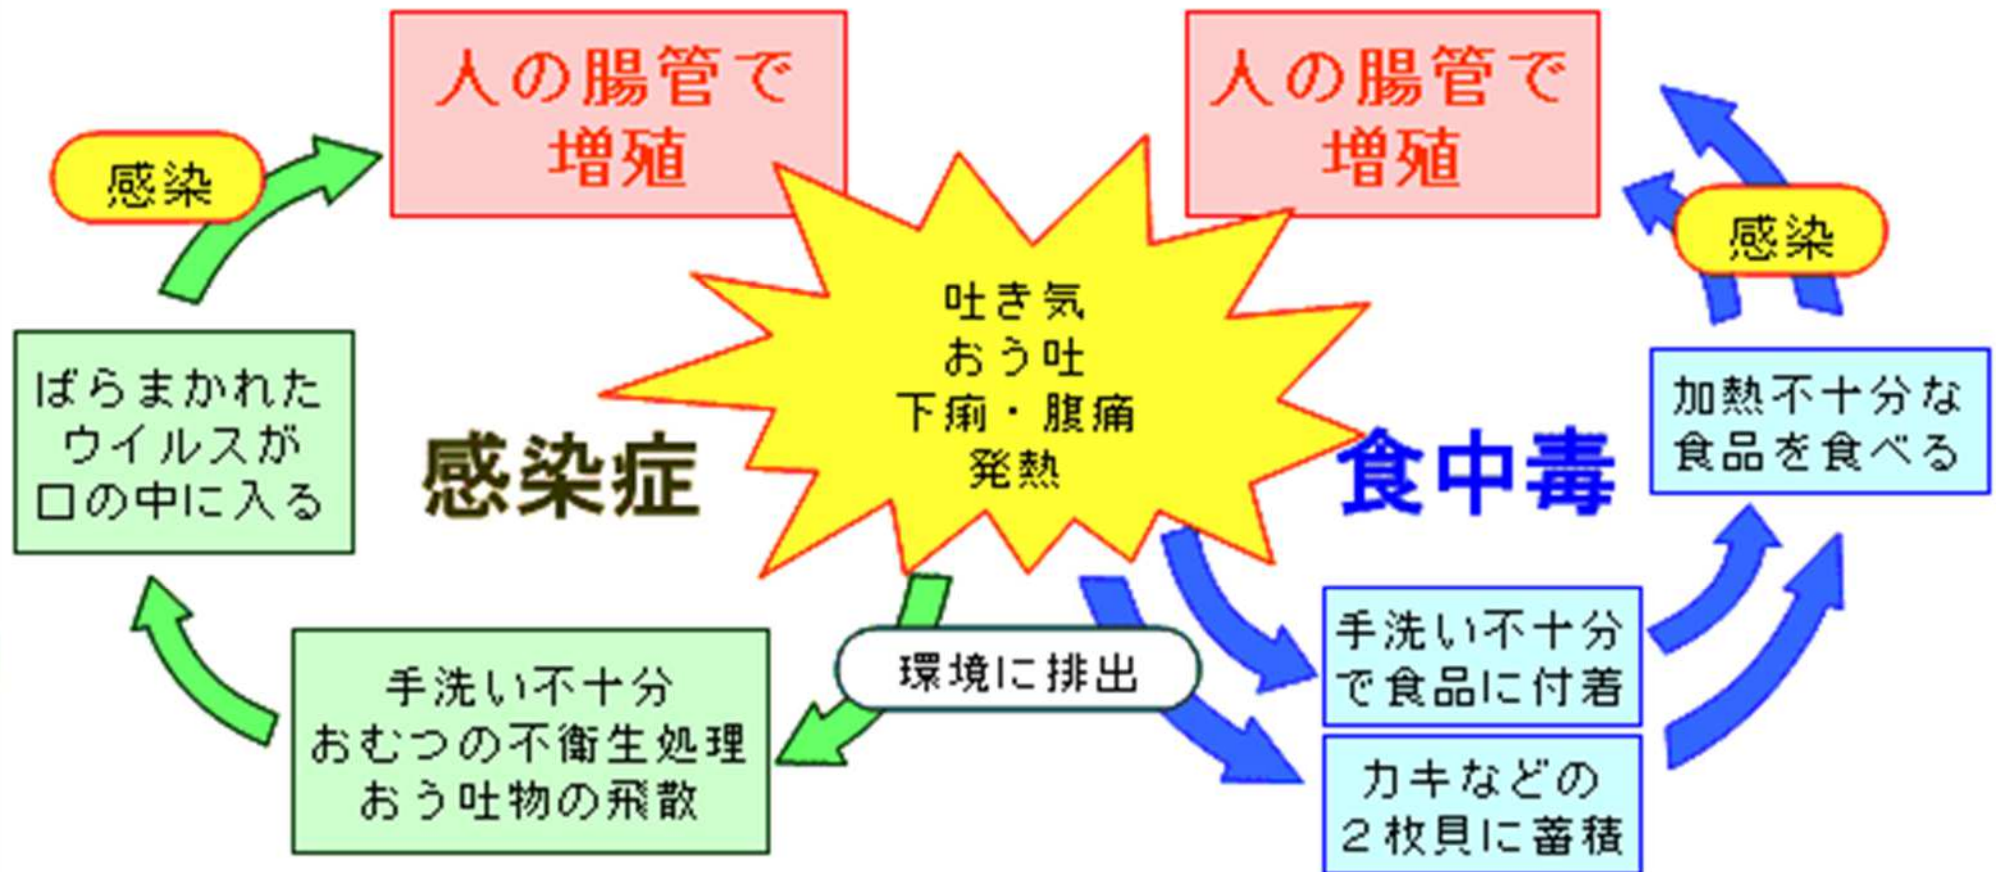 人の腸管で
増殖
人の腸管で
増殖
感染
感染
吐き気
おう吐
下痢・腹痛
発熱
ばらまかれた
ウイルスが
口の中に入る
加熱不十分な
食品を食べる
感染症
食中毒
手洗い不十分
おむつの不衛生処理
おう吐物の飛散
環境に排出
手洗い不十分
で食品に付着
カキなどの
２枚貝に蓄積